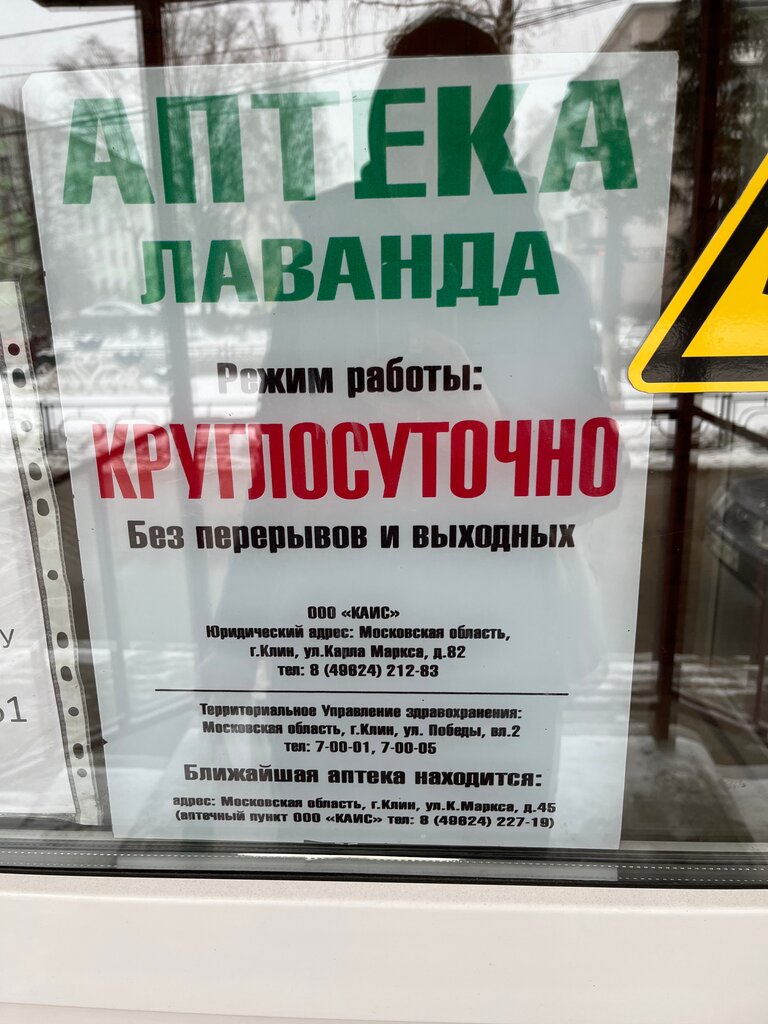 АПТЕКА
ЛАВАНДА
Режим работы:
КРУГЛОСУТОЧНО
Без перерывов и выходных
ООО «КАИС»
Юридический адрес: Московская область,
г.Клин, ул.Карла Маркса, д.82
тел: 8 (49624) 212-83
Территориальное Управление здравохранения:
Московская область, г.Клин, ул. Победы, вл.2
тел: 7-00-01, 7-00-05
Ближайшая аптека находится:
адрес: Московская область, г.Клин, ул.К.Маркса, д.45
(аптечный пункт ООО «КАИС» тел: 8 (49624) 227-19)